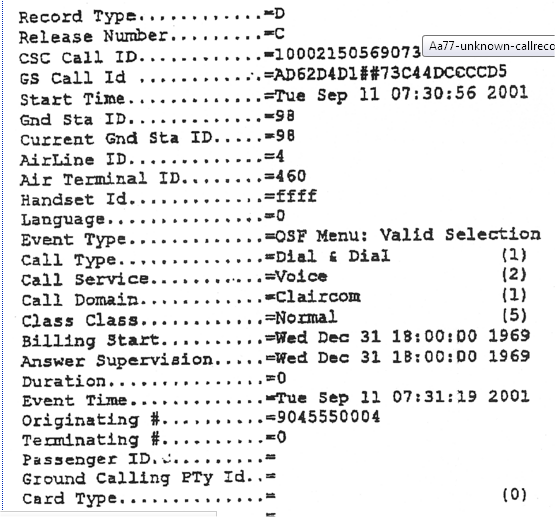 Record Type............=D
Release Number.........=C
CSC Call ID............=10002150569073
Aa77-unknown-callreco
GS Call Id ...........=AD62D4D1##73C44DCCCCD5
Start Time.............=Tue Sep 11 07:30:56 2001
Gnd Sta ID.............=98
Current Gnd Sta ID.....=98
AirLine ID.............=4
Air Terminal ID........=460
Handset Id.............=ffff
Language...............=0
Event Type.............=OSF Menu: Valid Selection
Call Type..............=Dial & Dial (1)
Call Service...........=Voice (2)
Call Domain............=Claircom (1)
Class Class............=Normal (5)
Billing Start..........=Wed Dec 31 18:00:00 1969
Answer Supervision.....=Wed Dec 31 18:00:00 1969
Duration...............=0
Event Time.............=Tue Sep 11 07:31:19 2001
Originating #..........=9045550004
Terminating #..........=0
Passenger ID...........=
Ground Calling PTy Id..=
Card Type..............= (0)